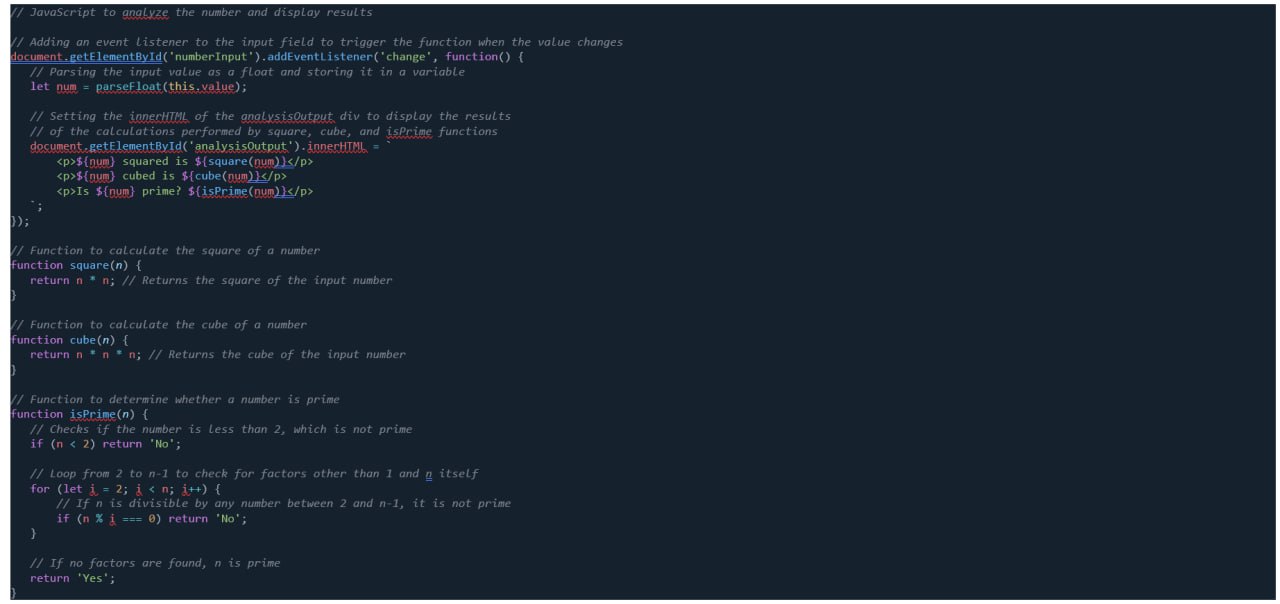 // JavaScript to analyze the number and display results
// Adding an event listener to the input field to trigger the function when the value changes
document.getElementById('numberInput').addEventListener('change', function() {
// Parsing the input value as a float and storing it in a variable
let num = parseFloat(this.value);
// Setting the innerHTML of the analysisOutput div to display the results
// of the calculations performed by square, cube, and isPrime functions
document.getElementById('analysisOutput').innerHTML = `
<p>${num} squared is ${square(num)}</p>
<p>${num} cubed is ${cube(num)}</p>
<p>Is ${num} prime? ${isPrime(num)}</p>
`;
});
// Function to calculate the square of a number
function square(n) {
return n * n; // Returns the square of the input number
}
// Function to calculate the cube of a number
function cube(n) {
return n * n * n; // Returns the cube of the input number
}
// Function to determine whether a number is prime
function isPrime(n) {
// Checks if the number is less than 2, which is not prime
if (n < 2) return 'No';
// Loop from 2 to n-1 to check for factors other than 1 and n itself
for (let i = 2; i < n; i++) {
// If n is divisible by any number between 2 and n-1, it is not prime
if (n % i === 0) return 'No';
}
// If no factors are found, n is prime
return 'Yes';
}